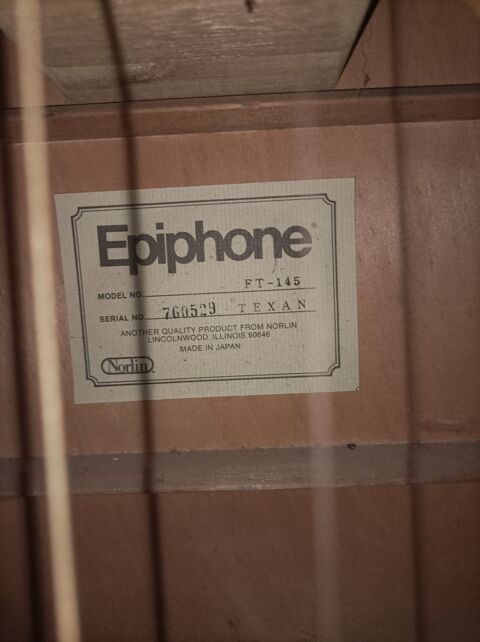 Epiphone®
MODEL NO. FT-145
SERIAL NO. 760529 TEXAN
ANOTHER QUALITY PRODUCT FROM NORLIN
LINCOLNWOOD, ILLINOIS 60646
MADE IN JAPAN
Norlin